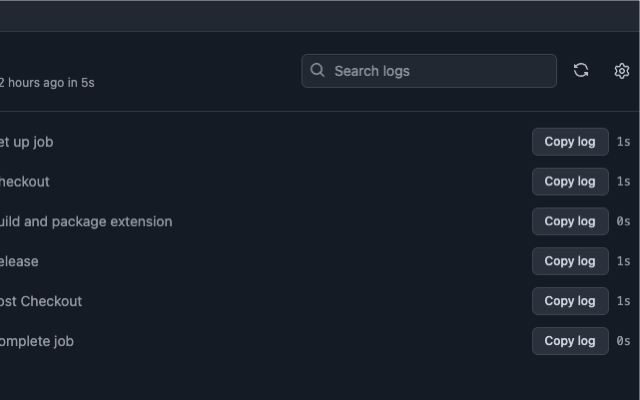 2 hours ago in 5s
Search logs
et up job Copy log 1s
heckout Copy log 1s
uild and package extension Copy log 0s
elease Copy log 1s
ost Checkout Copy log 1s
omplete job Copy log 0s